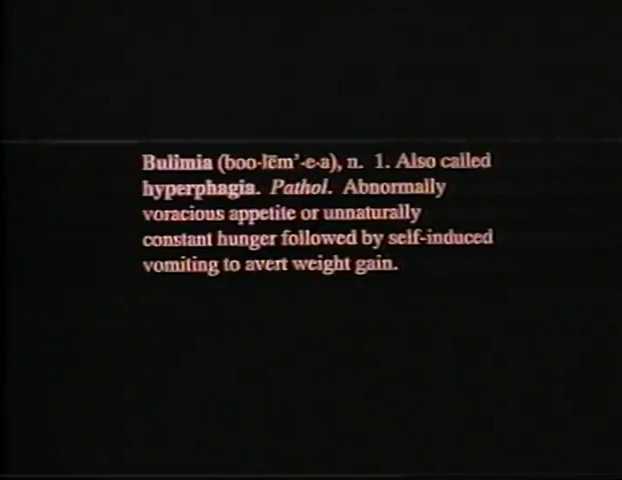 Bulimia (boo-lēm’-e-a), n. 1. Also called
hyperphagia. Pathol. Abnormally
voracious appetite or unnaturally
constant hunger followed by self-induced
vomiting to avert weight gain.